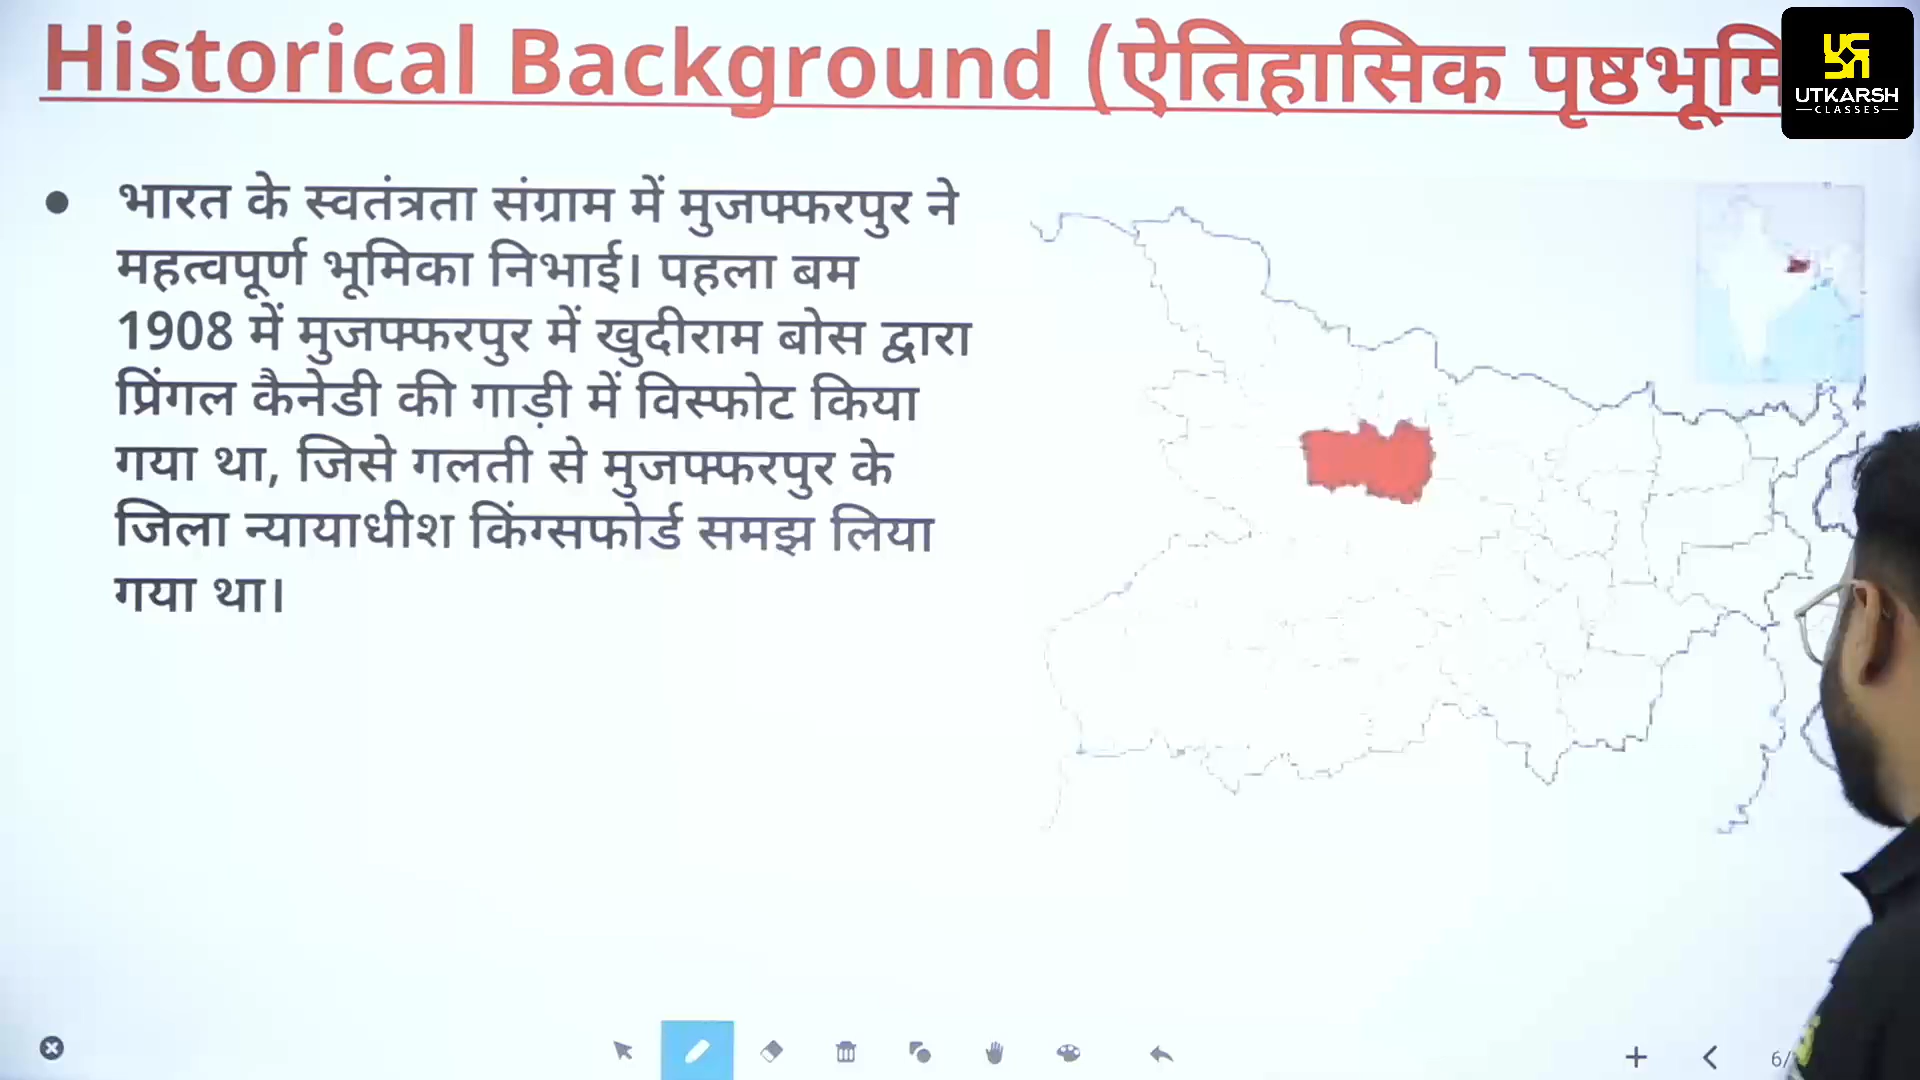 Historical Background (ऐतिहासिक पृष्ठभूमि
UTKARSH
CLASSES
● भारत के स्वतंत्रता संग्राम में मुजफ्फरपुर ने
महत्वपूर्ण भूमिका निभाई। पहला बम
1908 में मुजफ्फरपुर में खुदीराम बोस द्वारा
प्रिंगल कैनेडी की गाड़ी में विस्फोट किया
गया था, जिसे गलती से मुजफ्फरपुर के
जिला न्यायाधीश किंग्सफोर्ड समझ लिया
गया था।
6/